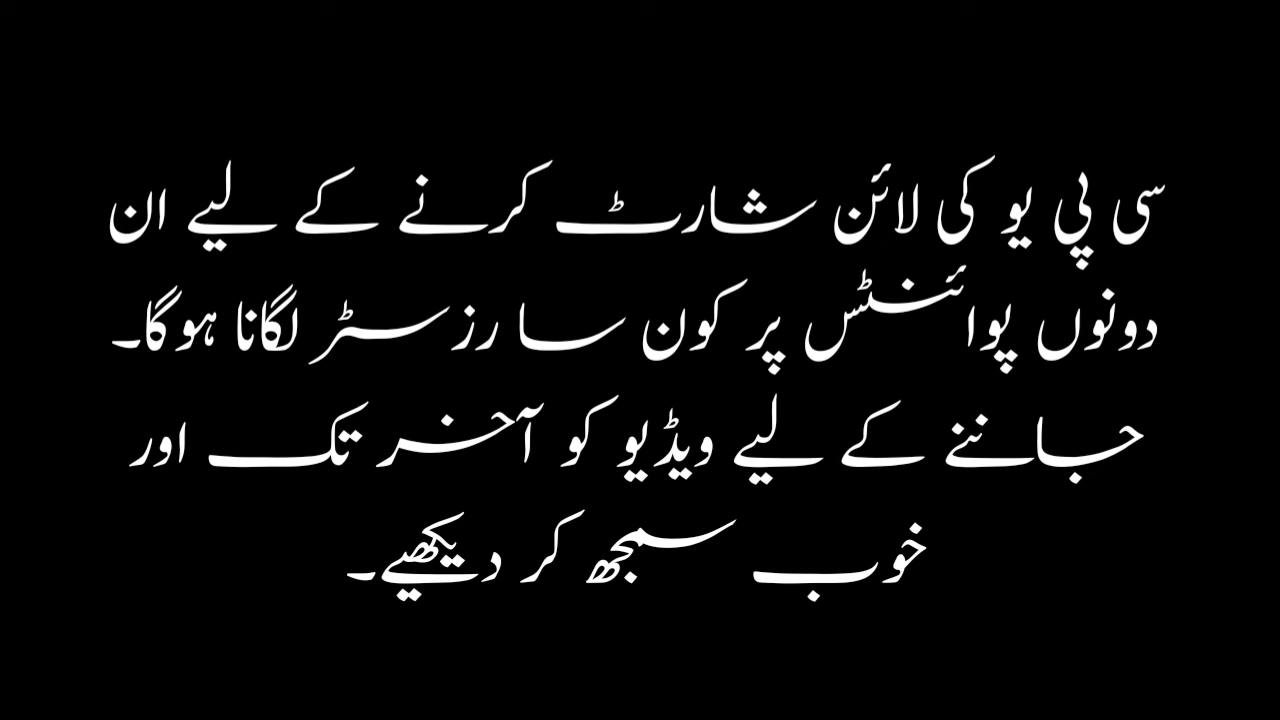 سی پی یو کی لائن شارٹ کرنے کے لیے ان
دونوں پوائنٹس پر کون سا رزسٹر لگانا ہوگا۔
جاننے کے لیے ویڈیو کو آخر تک اور
خوب سمجھ کر دیکھیے۔